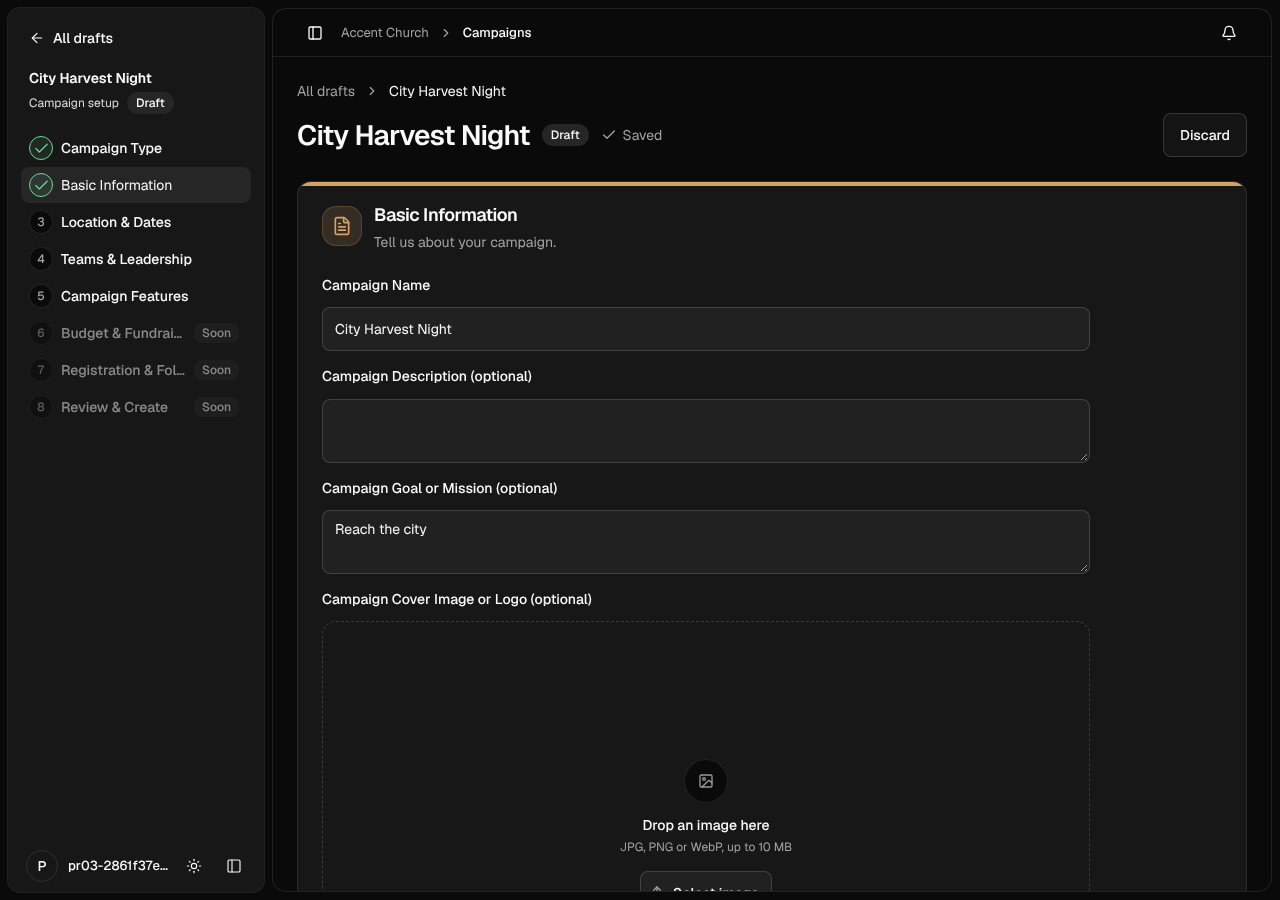 All drafts
City Harvest Night
Campaign setup Draft
Campaign Type
Basic Information
3 Location & Dates
4 Teams & Leadership
5 Campaign Features
6 Budget & Fundrai... Soon
7 Registration & Fol... Soon
8 Review & Create Soon
P pr03-2861f37e...
Accent Church > Campaigns
All drafts > City Harvest Night
City Harvest Night Draft Saved
Discard
Basic Information
Tell us about your campaign.
Campaign Name
City Harvest Night
Campaign Description (optional)
Campaign Goal or Mission (optional)
Reach the city
Campaign Cover Image or Logo (optional)
Drop an image here
JPG, PNG or WebP, up to 10 MB
Select image